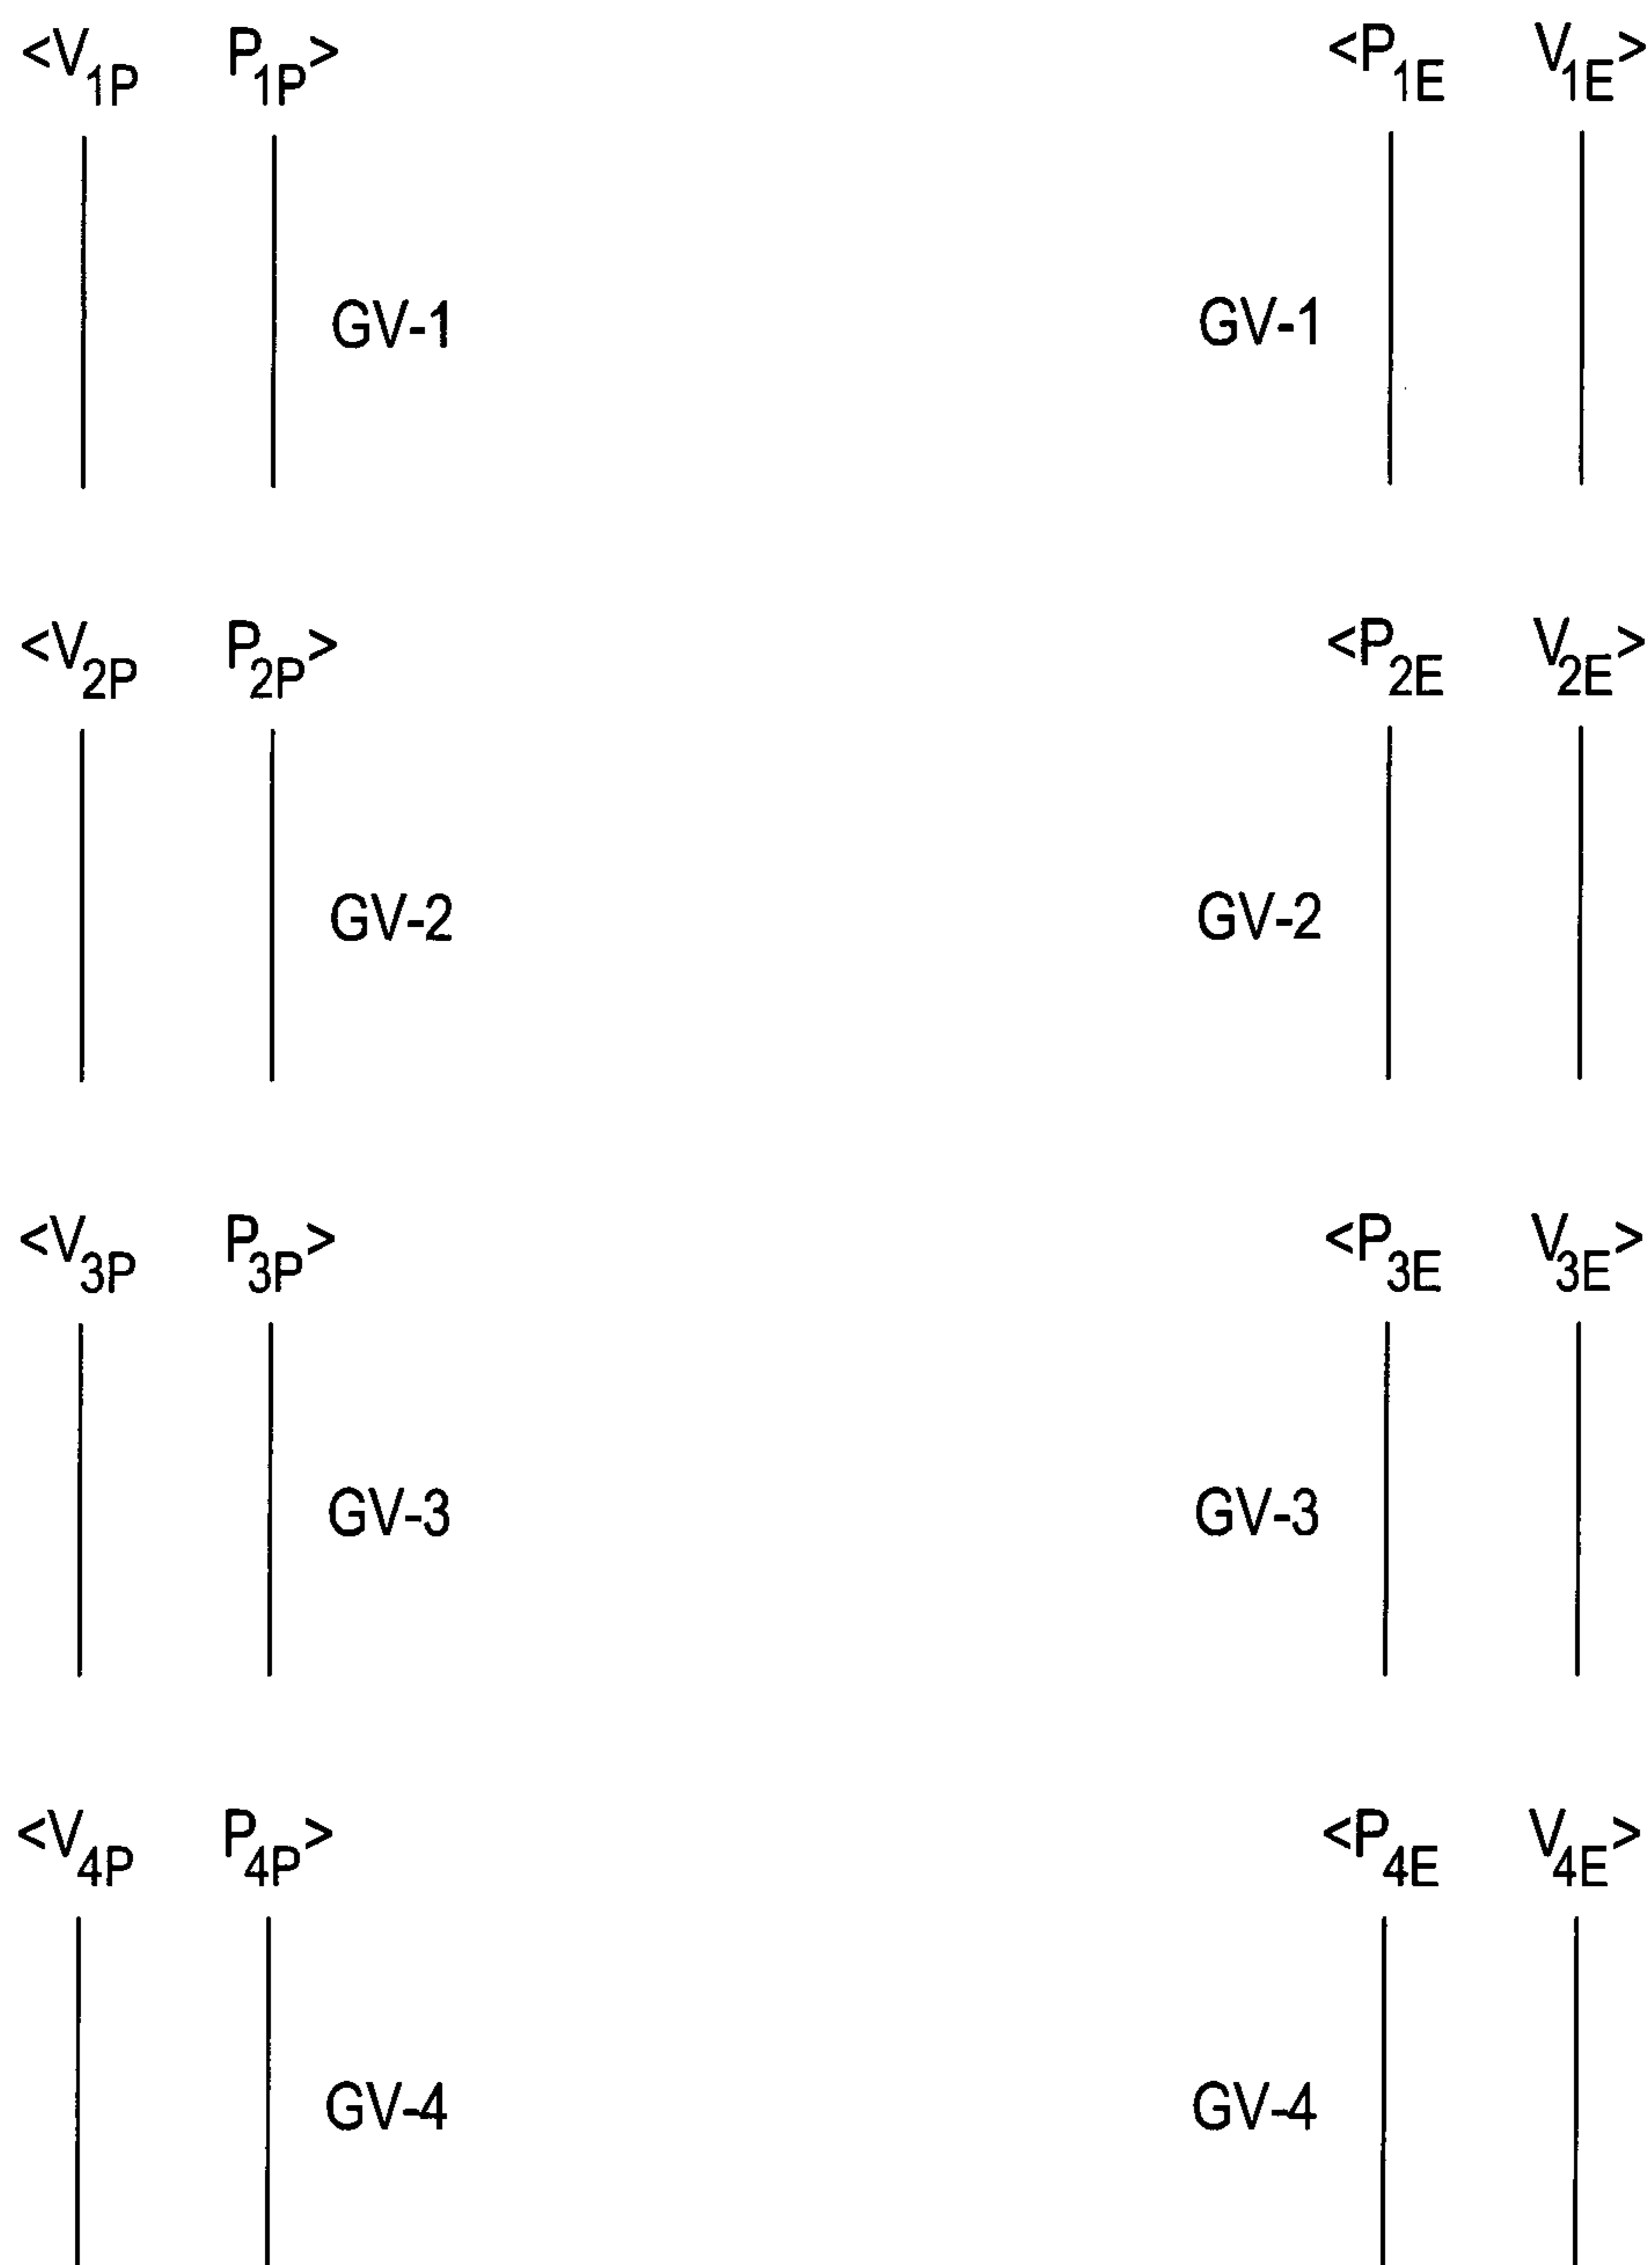 <V1P P1P> <P1E V1E>
GV-1 GV-1
<V2P P2P> <P2E V2E>
GV-2 GV-2
<V3P P3P> <P3E V3E>
GV-3 GV-3
<V4P P4P> <P4E V4E>
GV-4 GV-4